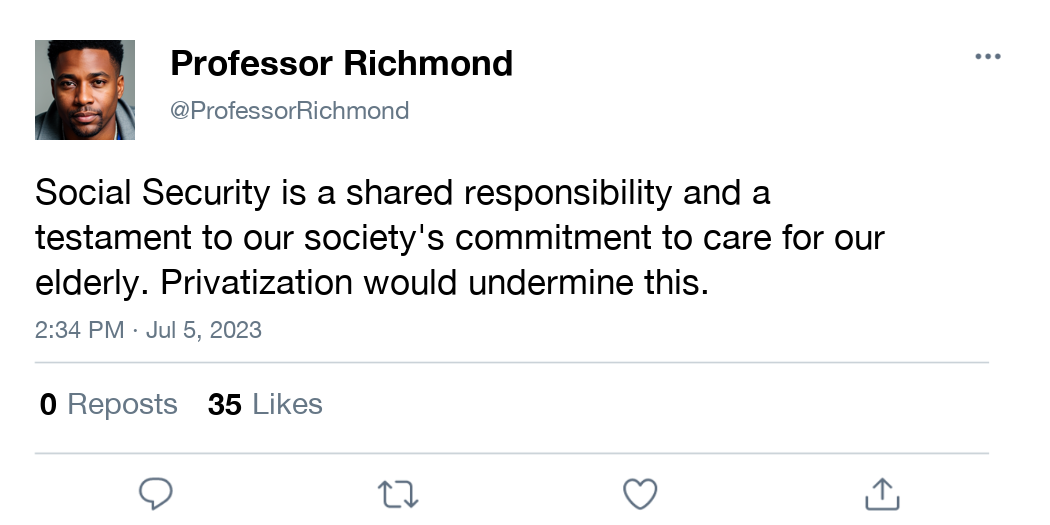 Professor Richmond
@ProfessorRichmond
Social Security is a shared responsibility and a
testament to our society's commitment to care for our
elderly. Privatization would undermine this.
2:34 PM · Jul 5, 2023
0 Reposts 35 Likes